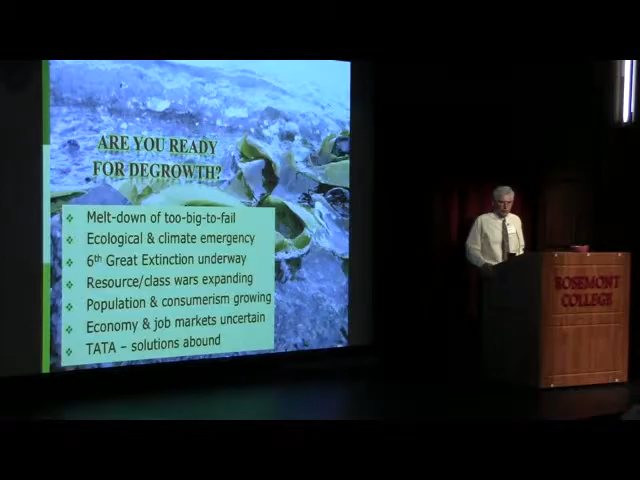 ARE YOU READY
FOR DEGROWTH?
Melt-down of too-big-to-fail
Ecological & climate emergency
6th Great Extinction underway
Resource/class wars expanding
Population & consumerism growing
Economy & job markets uncertain
TATA – solutions abound
ROSEMONT
COLLEGE